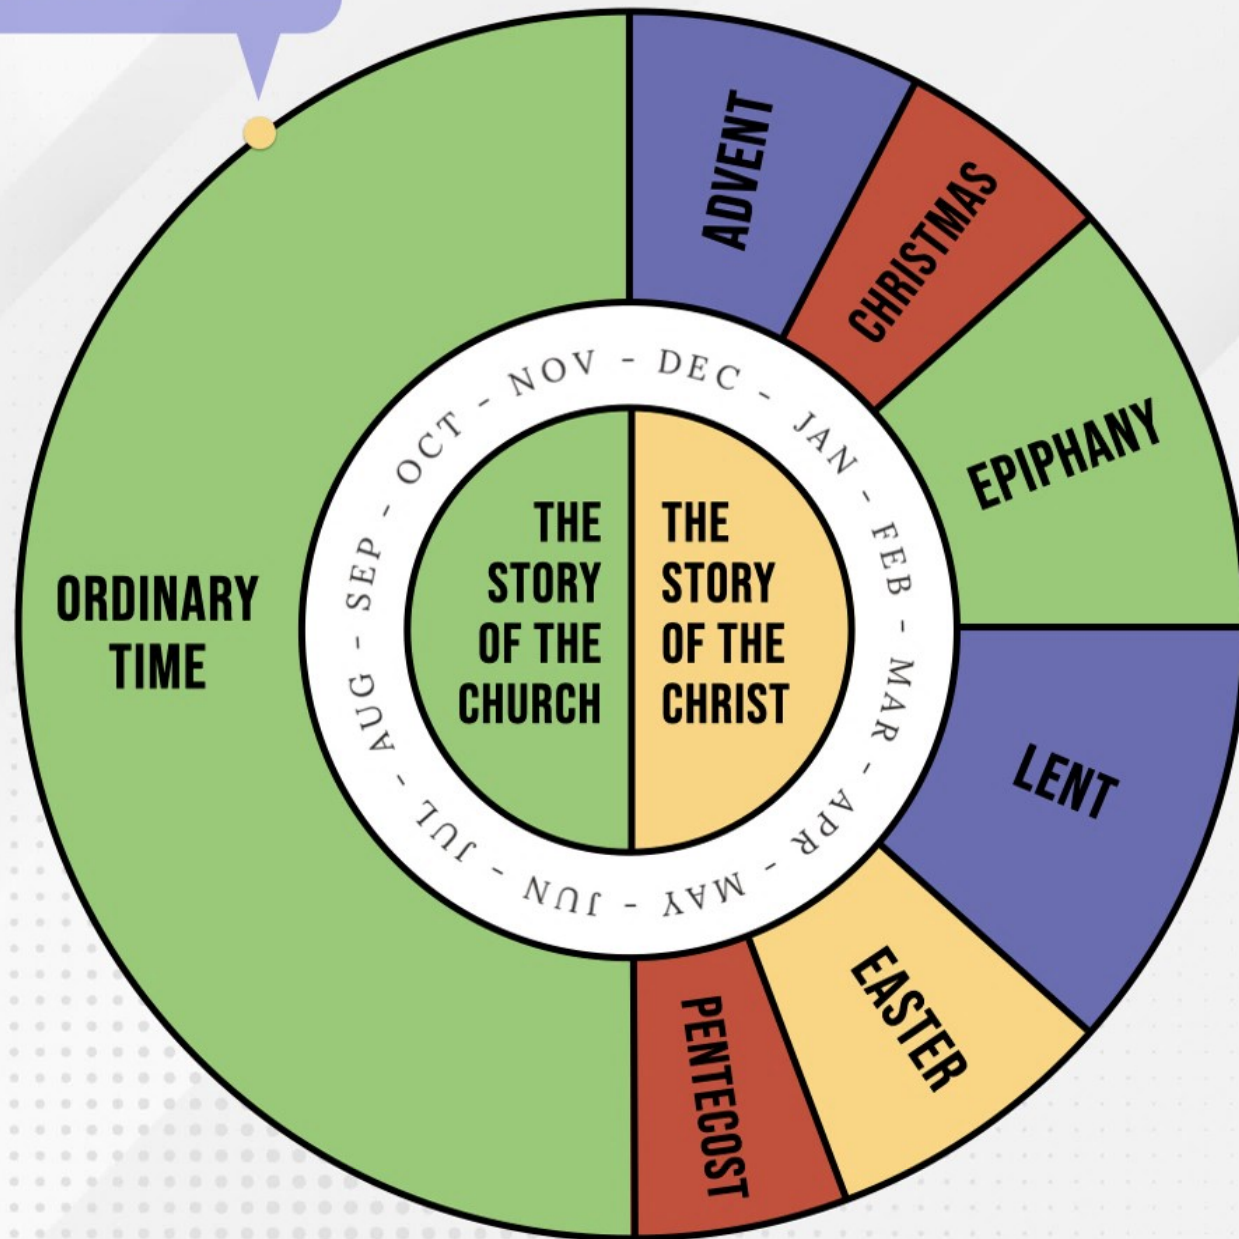 ADVENT
CHRISTMAS
EPIPHANY
LENT
EASTER
PENTECOST
ORDINARY
TIME
DEC - JAN - FEB - MAR - APR - MAY - JUN - JUL - AUG - SEP - OCT - NOV -
THE
STORY
OF THE
CHURCH
THE
STORY
OF THE
CHRIST